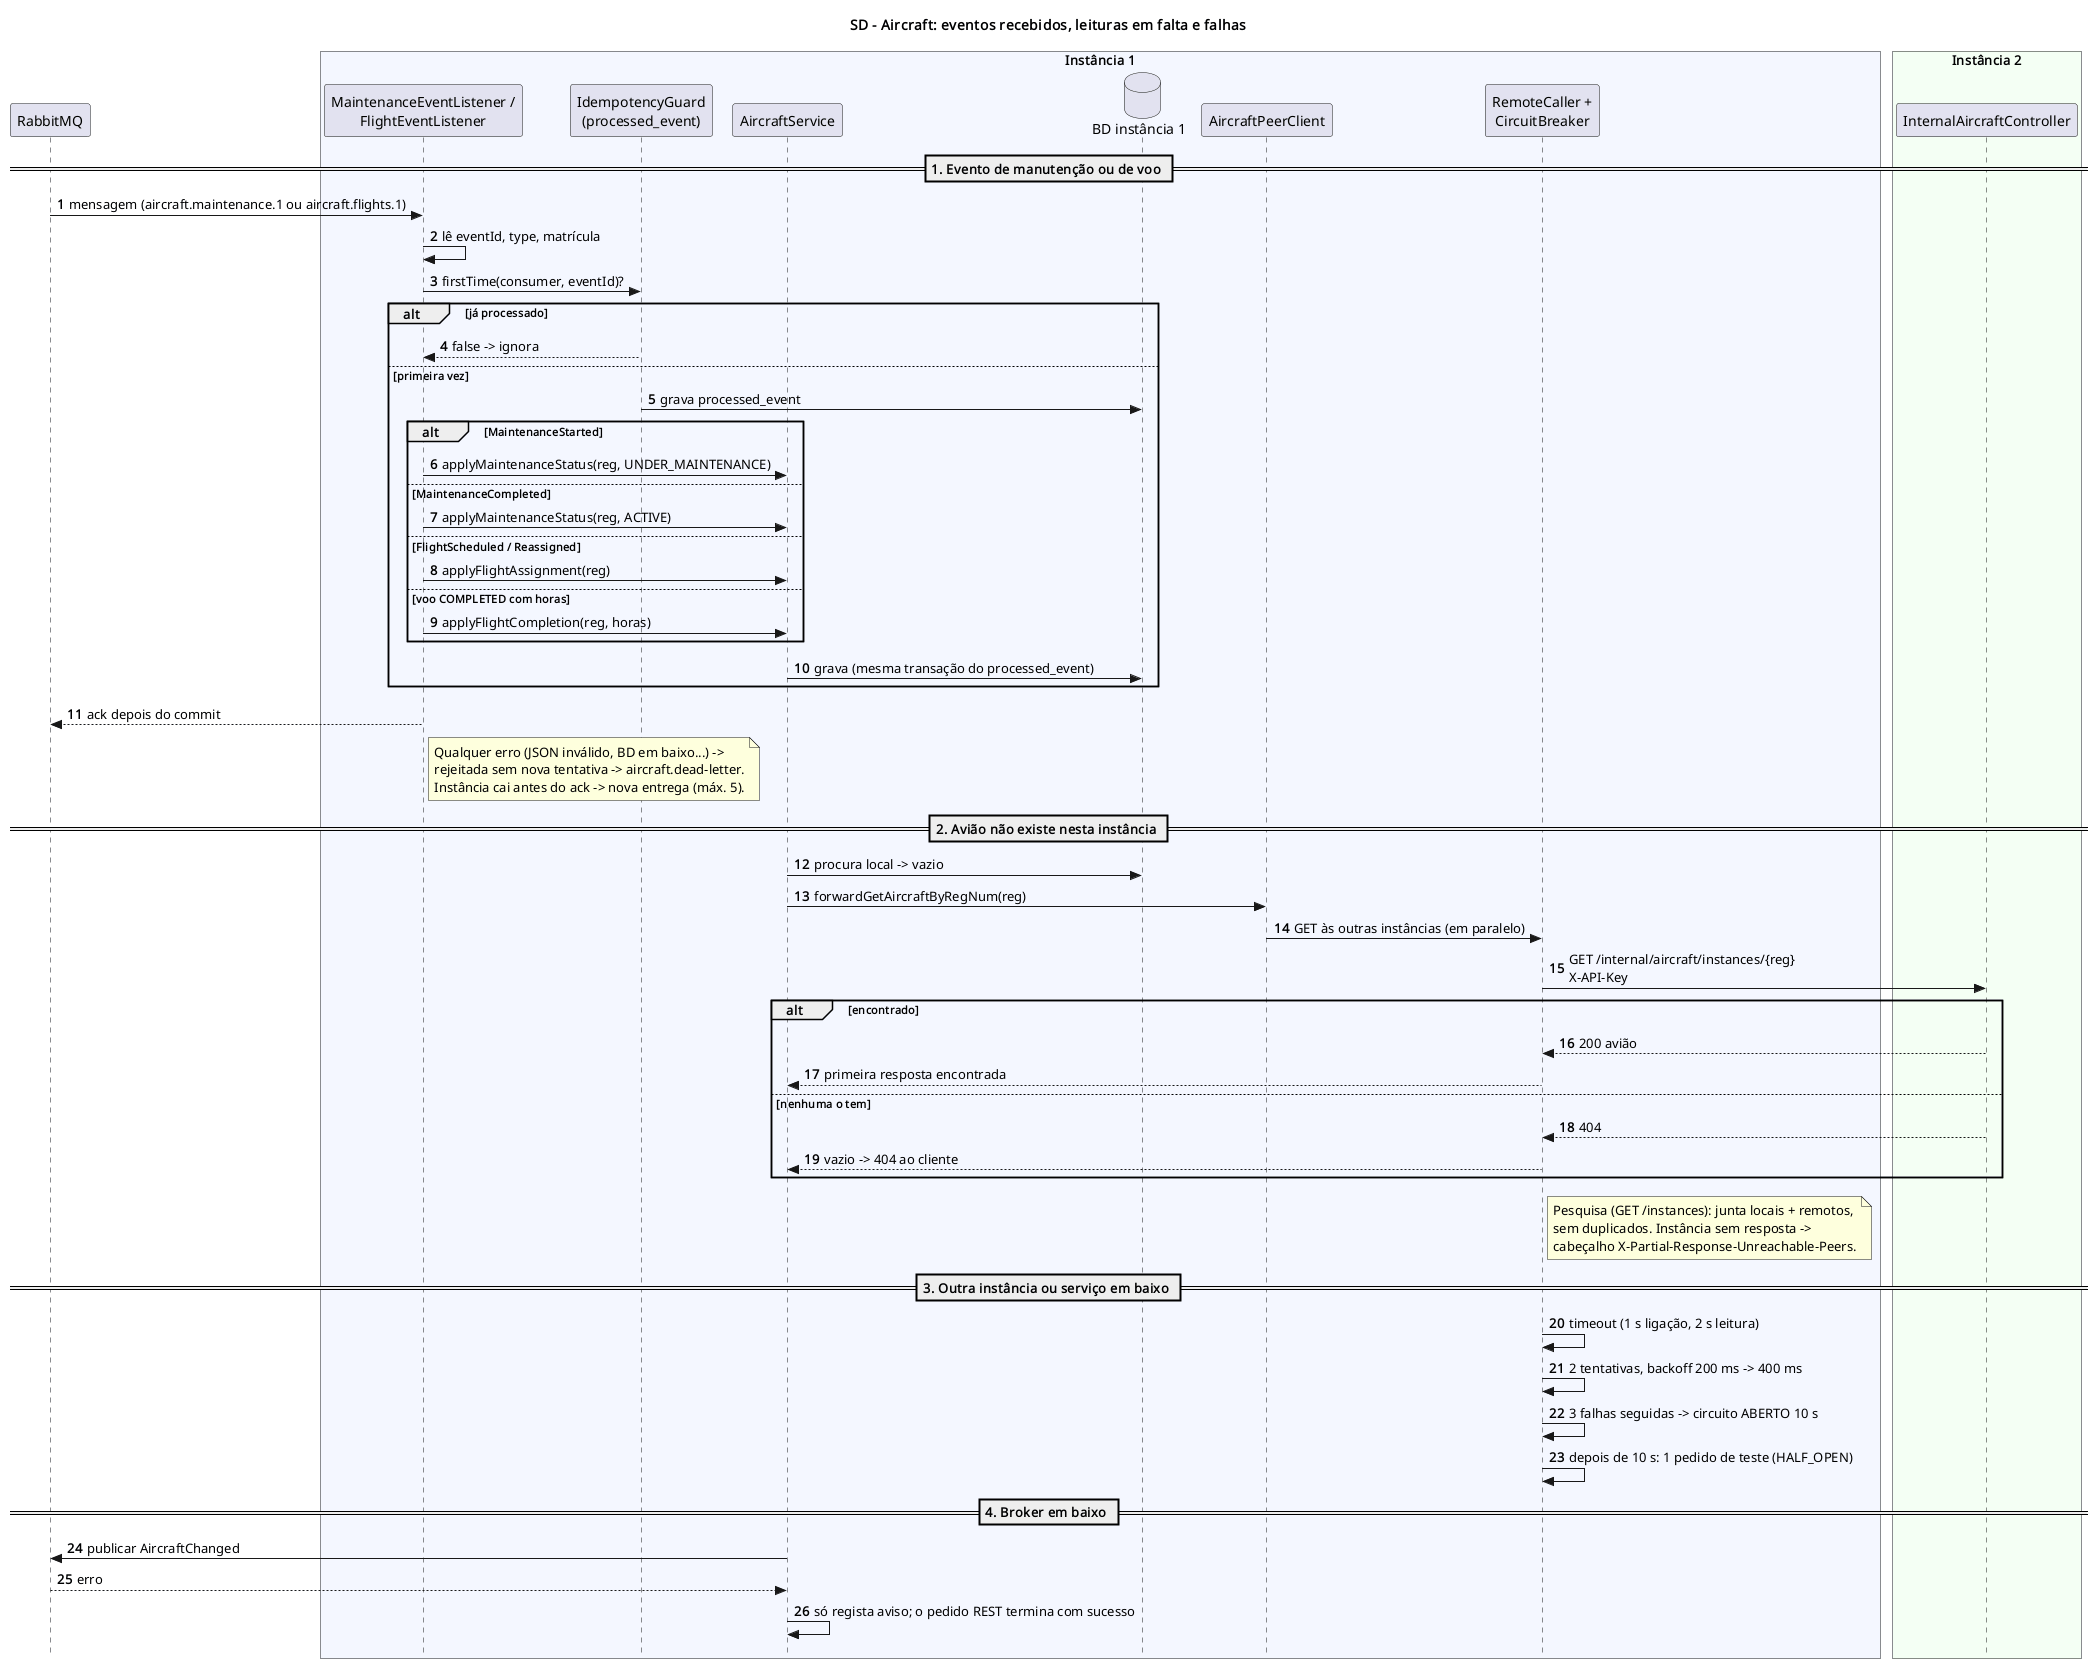 SD - Aircraft: eventos recebidos, leituras em falta e falhas
Instância 1
Instância 2
RabbitMQ
MaintenanceEventListener /
FlightEventListener
IdempotencyGuard
(processed_event)
AircraftService
BD instância 1
AircraftPeerClient
RemoteCaller +
CircuitBreaker
InternalAircraftController
1. Evento de manutenção ou de voo
1 mensagem (aircraft.maintenance.1 ou aircraft.flights.1)
2 lê eventId, type, matrícula
3 firstTime(consumer, eventId)?
alt [já processado]
4 false -> ignora
[primeira vez]
5 grava processed_event
alt [MaintenanceStarted]
6 applyMaintenanceStatus(reg, UNDER_MAINTENANCE)
[MaintenanceCompleted]
7 applyMaintenanceStatus(reg, ACTIVE)
[FlightScheduled / Reassigned]
8 applyFlightAssignment(reg)
[voo COMPLETED com horas]
9 applyFlightCompletion(reg, horas)
10 grava (mesma transação do processed_event)
11 ack depois do commit
Qualquer erro (JSON inválido, BD em baixo...) ->
rejeitada sem nova tentativa -> aircraft.dead-letter.
Instância cai antes do ack -> nova entrega (máx. 5).
2. Avião não existe nesta instância
12 procura local -> vazio
13 forwardGetAircraftByRegNum(reg)
14 GET às outras instâncias (em paralelo)
15 GET /internal/aircraft/instances/{reg}
X-API-Key
alt [encontrado]
16 200 avião
17 primeira resposta encontrada
[nenhuma o tem]
18 404
19 vazio -> 404 ao cliente
Pesquisa (GET /instances): junta locais + remotos,
sem duplicados. Instância sem resposta ->
cabeçalho X-Partial-Response-Unreachable-Peers.
3. Outra instância ou serviço em baixo
20 timeout (1 s ligação, 2 s leitura)
21 2 tentativas, backoff 200 ms -> 400 ms
22 3 falhas seguidas -> circuito ABERTO 10 s
23 depois de 10 s: 1 pedido de teste (HALF_OPEN)
4. Broker em baixo
24 publicar AircraftChanged
25 erro
26 só regista aviso; o pedido REST termina com sucesso